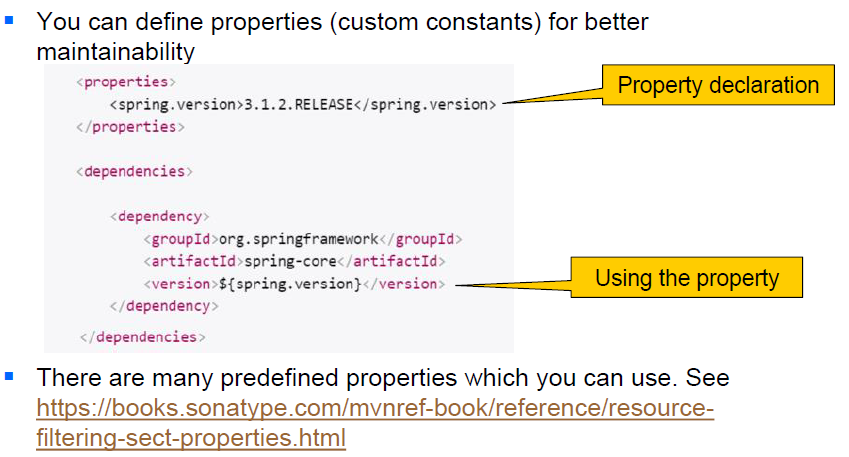 You can define properties (custom constants) for better
maintainability
<properties>
<spring.version>3.1.2.RELEASE</spring.version>
Property declaration
</properties>
<dependencies>
<dependency>
<groupId>org.springframework</groupId>
<artifactId>spring-core</artifactId>
<version>${spring.version}</version>
Using the property
</dependency>
</dependencies>
There are many predefined properties which you can use. See
https://books.sonatype.com/mvnref-book/reference/resource-
filtering-sect-properties.html